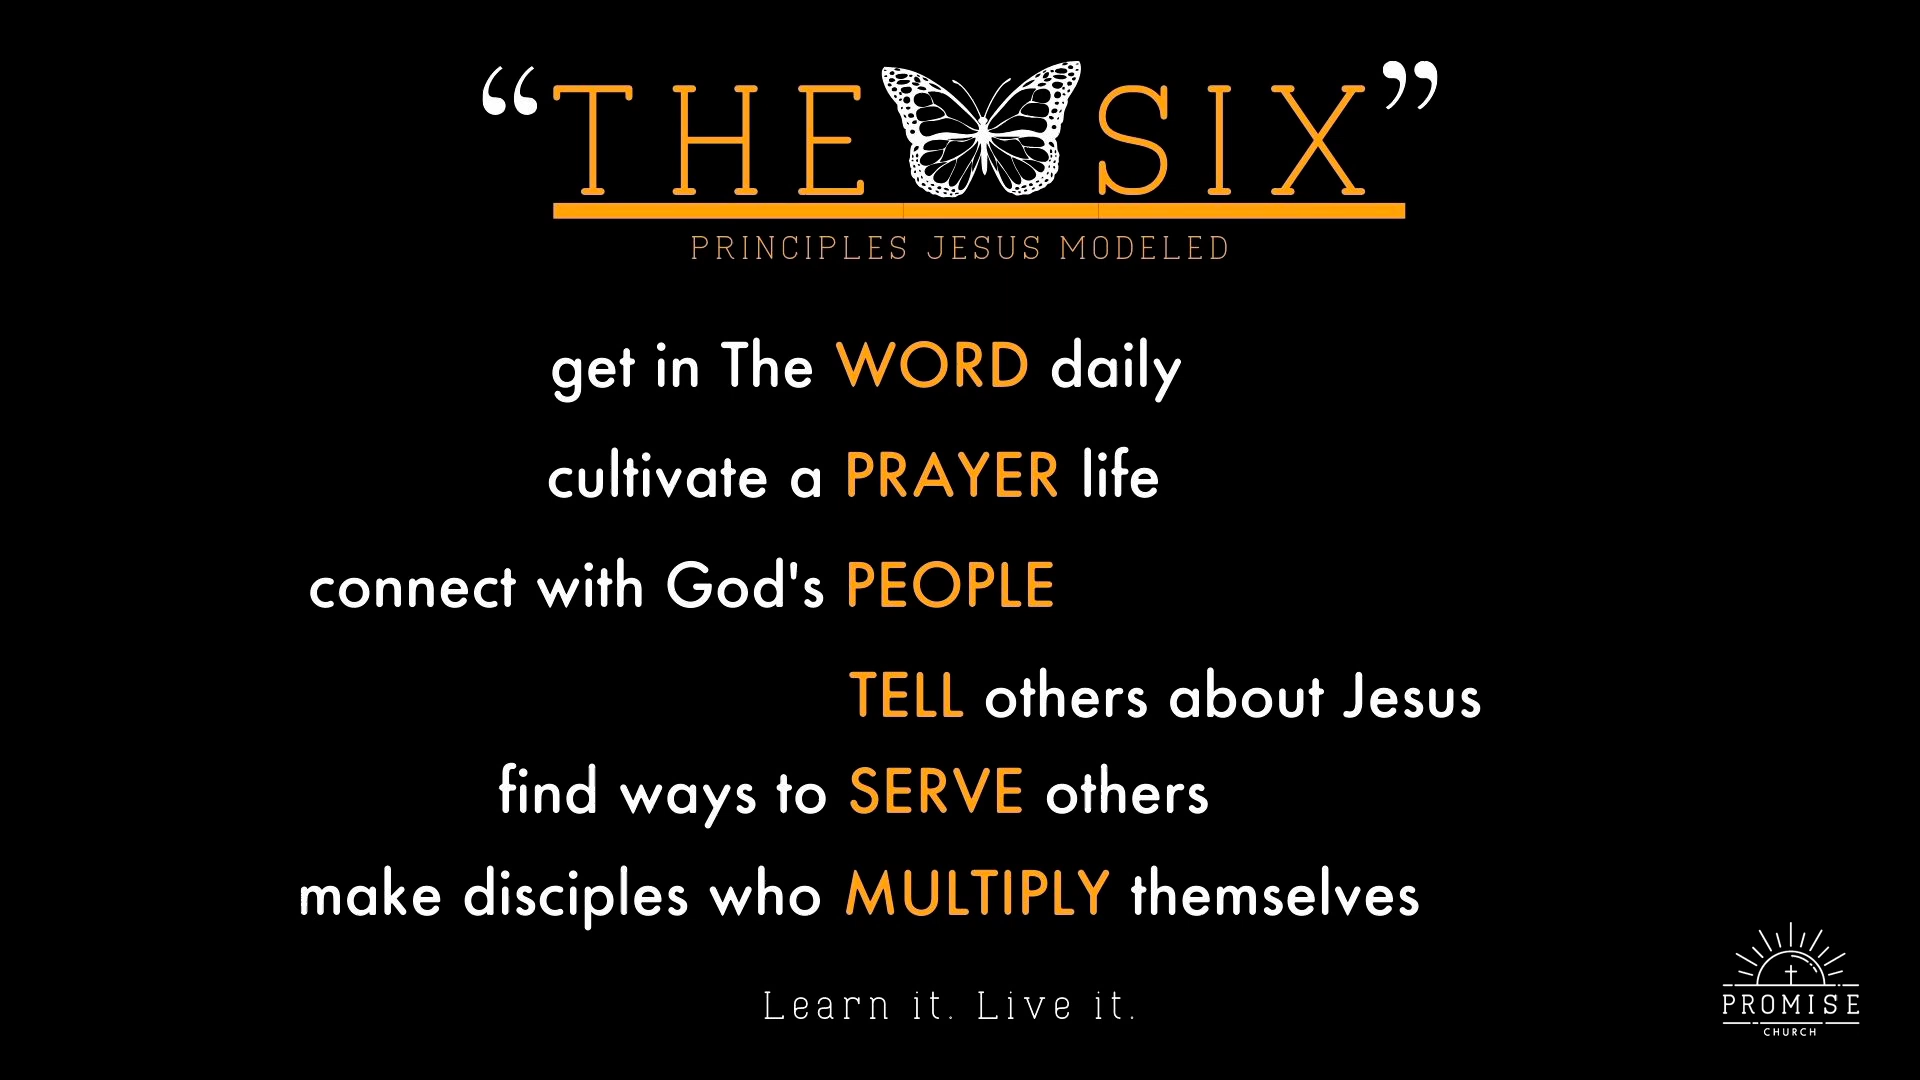 “THE SIX”
PRINCIPLES JESUS MODELED
get in The WORD daily
cultivate a PRAYER life
connect with God's PEOPLE
TELL others about Jesus
find ways to SERVE others
make disciples who MULTIPLY themselves
Learn it. Live it.
PROMISE
CHURCH